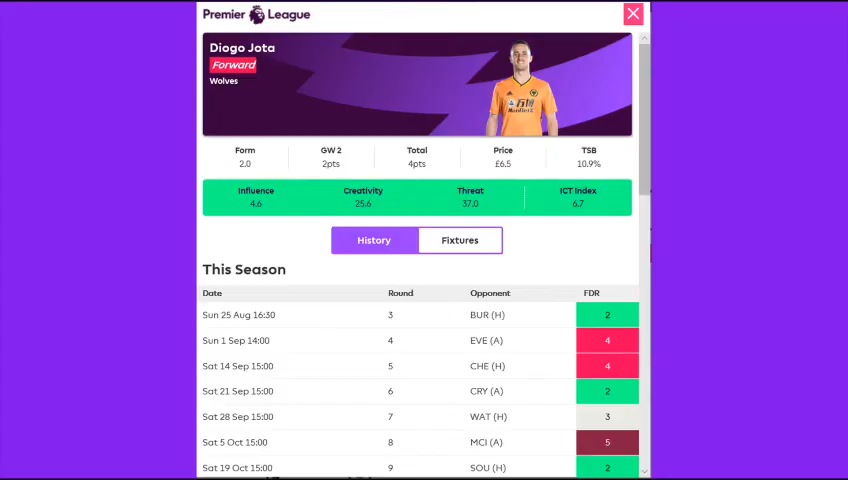 Premier League
Diogo Jota
Forward
Wolves
Form GW 2 Total Price TSB
2.0 2pts 4pts £6.5 10.9%
Influence Creativity Threat ICT Index
4.6 25.6 37.0 6.7
History Fixtures
This Season
Date Round Opponent FDR
Sun 25 Aug 16:30 3 BUR (H) 2
Sun 1 Sep 14:00 4 EVE (A) 4
Sat 14 Sep 15:00 5 CHE (H) 4
Sat 21 Sep 15:00 6 CRY (A) 2
Sat 28 Sep 15:00 7 WAT (H) 3
Sat 5 Oct 15:00 8 MCI (A) 5
Sat 19 Oct 15:00 9 SOU (H) 2